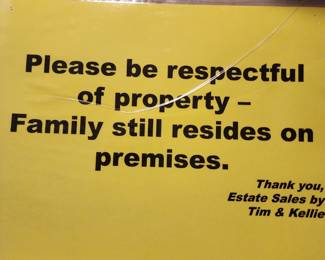 Please be respectful
of property –
Family still resides on
premises.
Thank you,
Estate Sales by
Tim & Kellie